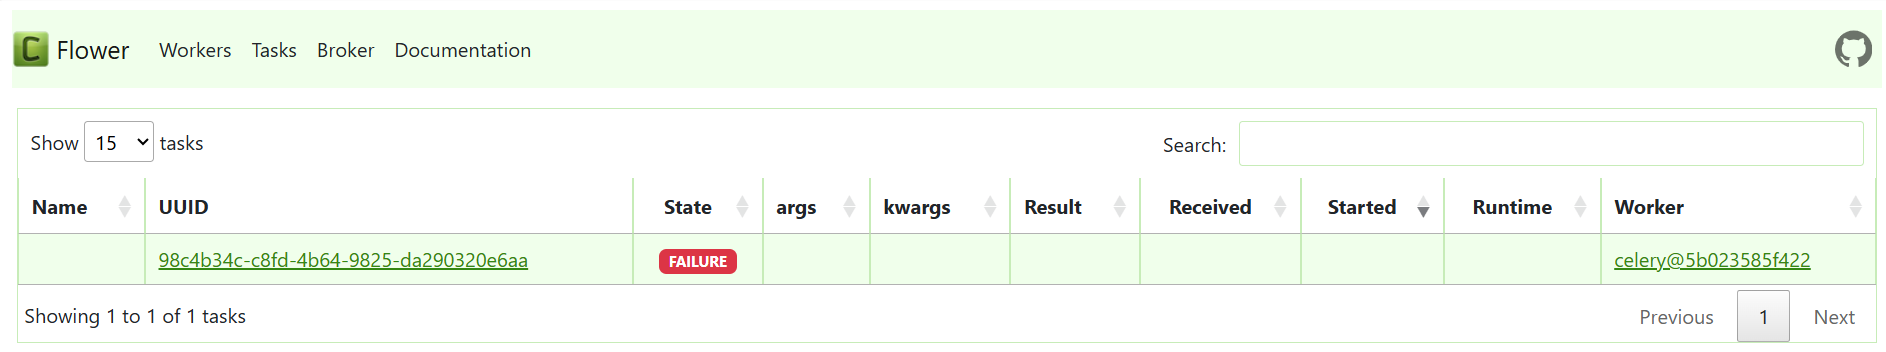 C Flower Workers Tasks Broker Documentation
Show 15 tasks Search:
Name UUID State args kwargs Result Received Started Runtime Worker
98c4b34c-c8fd-4b64-9825-da290320e6aa FAILURE celery@5b023585f422
Showing 1 to 1 of 1 tasks Previous 1 Next